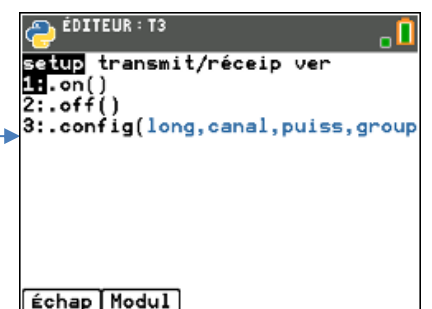 ÉDITEUR : T3
setup transmit/réceip ver
1:.on()
2:.off()
3:.config(long,canal,puiss,group
Échap Modul